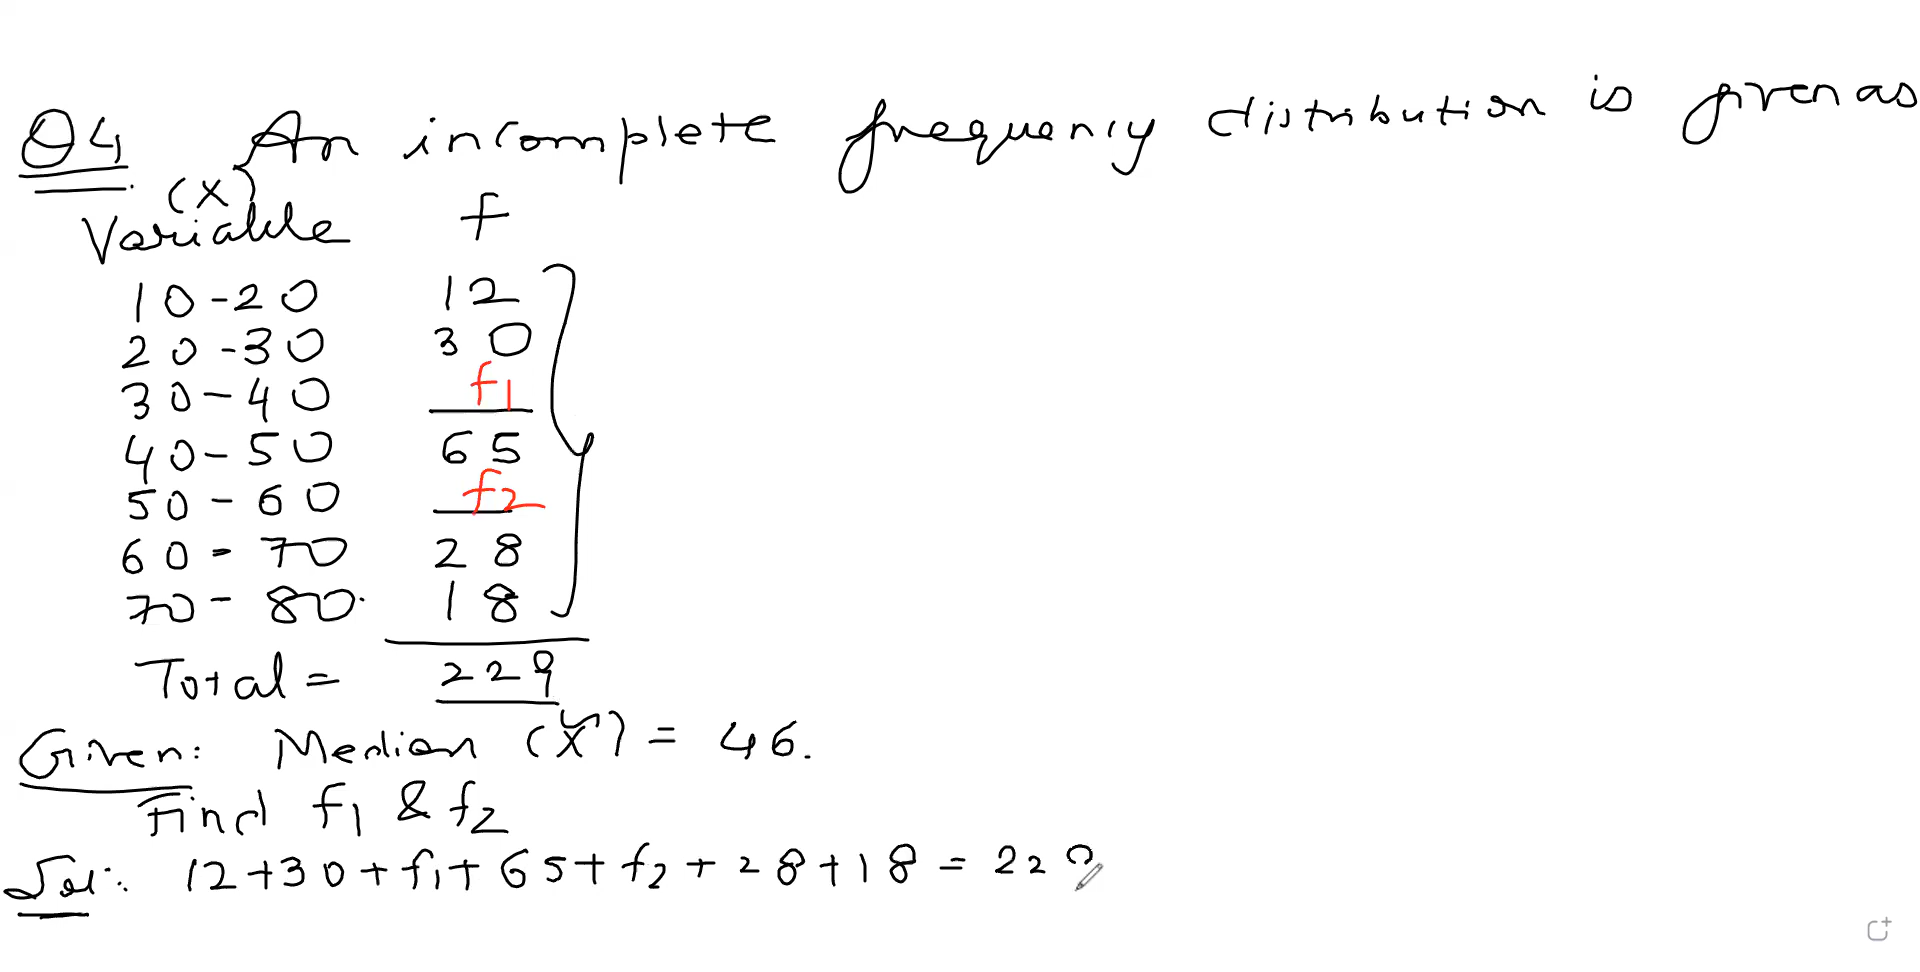 Q4 An incomplete frequency distribution is given as
(X)
Variable f
10-20 12
20-30 30
30-40 f1
40-50 65
50-60 f2
60-70 28
70-80 18
Total = 229
Given: Median (X̃) = 46.
Find f1 & f2
Sol: 12+30+f1+65+f2+28+18 = 229